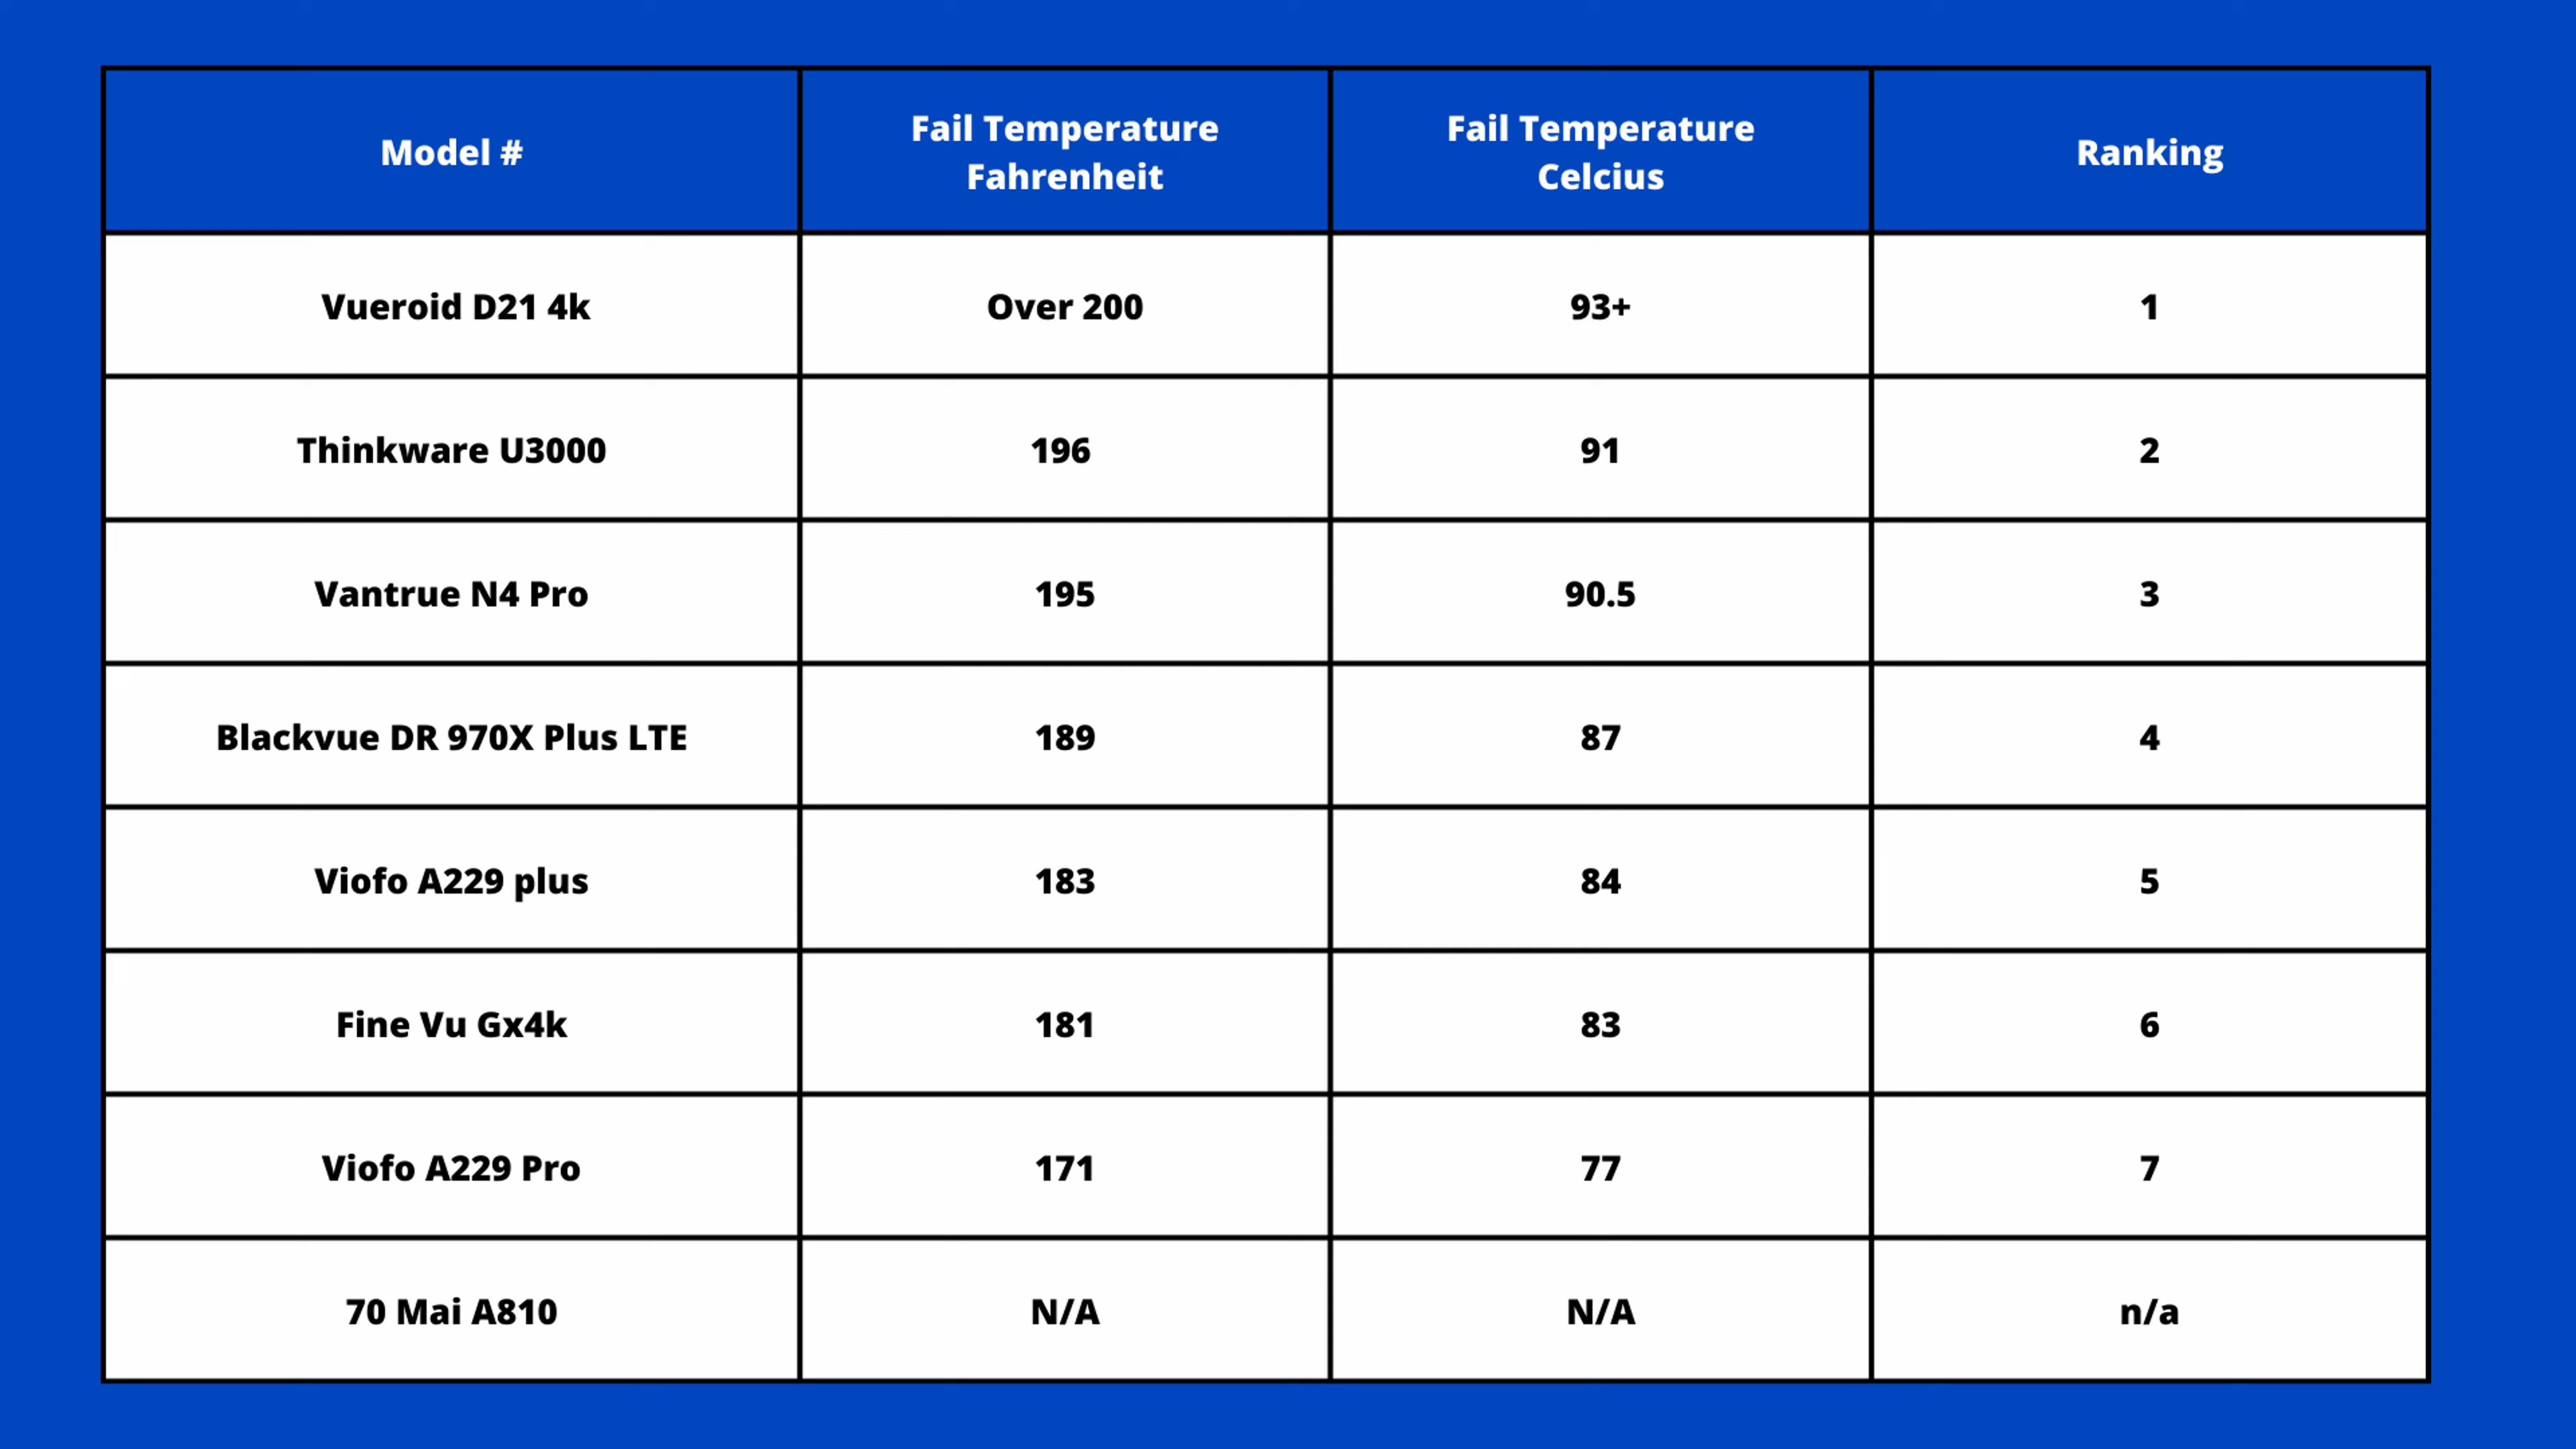 Model #
Fail Temperature
Fahrenheit
Fail Temperature
Celcius
Ranking
Vueroid D21 4k
Over 200
93+
1
Thinkware U3000
196
91
2
Vantrue N4 Pro
195
90.5
3
Blackvue DR 970X Plus LTE
189
87
4
Viofo A229 plus
183
84
5
Fine Vu Gx4k
181
83
6
Viofo A229 Pro
171
77
7
70 Mai A810
N/A
N/A
n/a